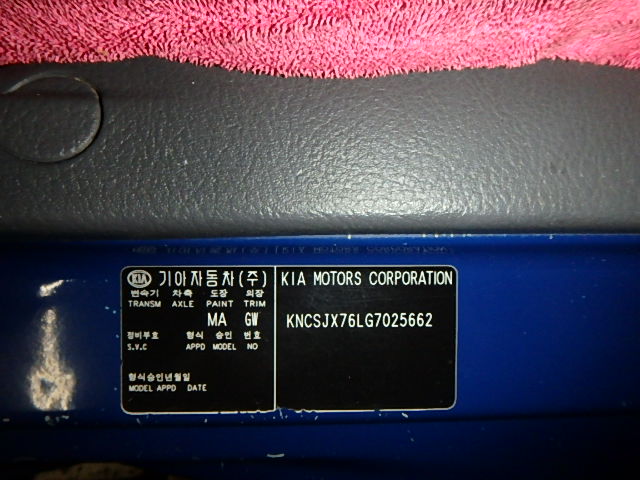 KIA 기아자동차(주)
변속기 차축 도장 외장
TRANSM AXLE PAINT TRIM
MA GW
정비부호 형식 승인 번호
S.V.C APPD MODEL NO
형식승인년월일
MODEL APPD DATE
KIA MOTORS CORPORATION
KNCSJX76LG7025662